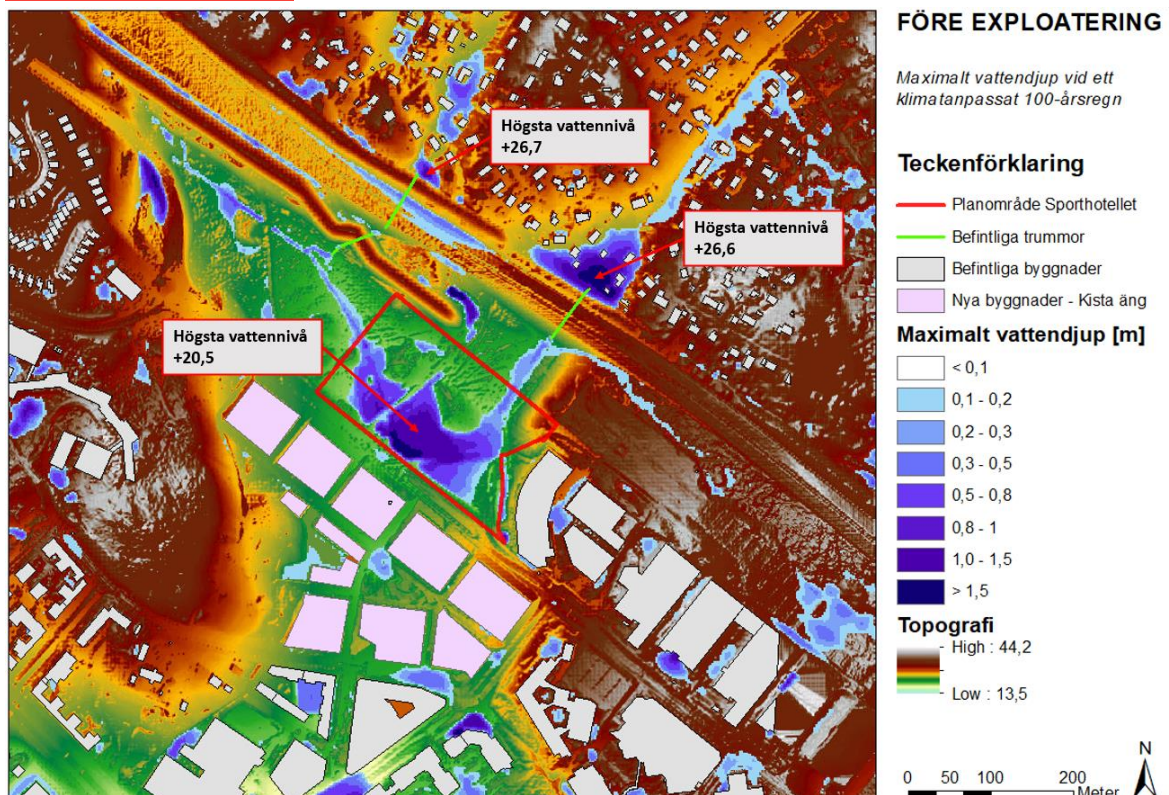 FÖRE EXPLOATERING
Maximalt vattendjup vid ett
klimatanpassat 100-årsregn
Högsta vattennivå
+26,7
Högsta vattennivå
+26,6
Högsta vattennivå
+20,5
Teckenförklaring
Planområde Sporthotellet
Befintliga trummor
Befintliga byggnader
Nya byggnader - Kista äng
Maximalt vattendjup [m]
< 0,1
0,1 - 0,2
0,2 - 0,3
0,3 - 0,5
0,5 - 0,8
0,8 - 1
1,0 - 1,5
> 1,5
Topografi
High : 44,2
Low : 13,5
N
0 50 100 200
Meter